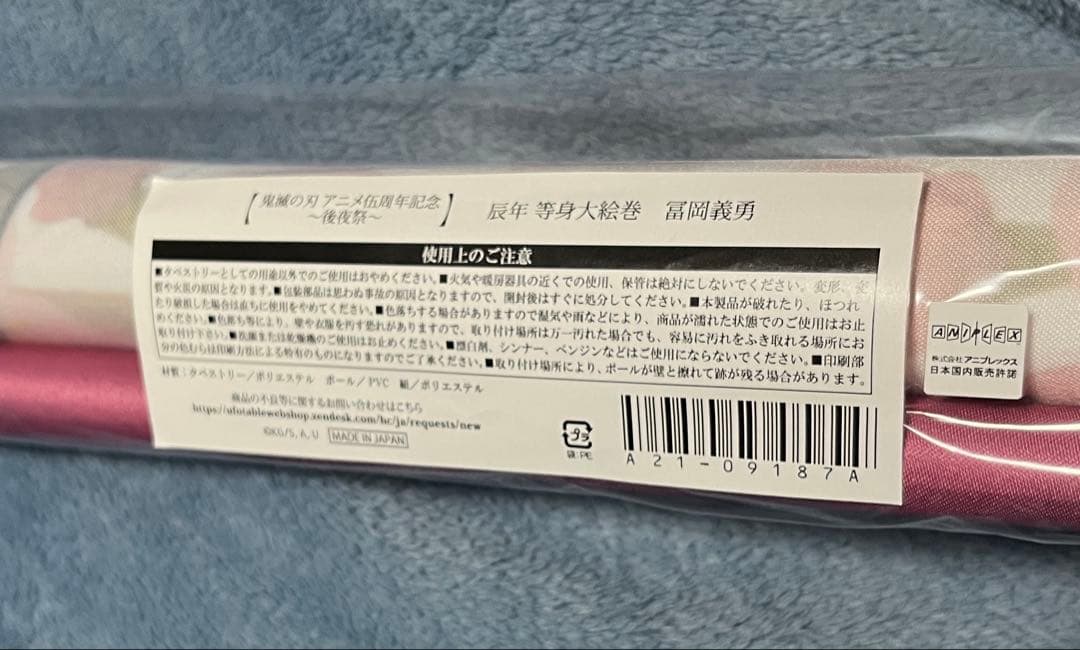 【鬼滅の刃 アニメ伍周年記念
～後夜祭～】
辰年 等身大絵巻 冨岡義勇
使用上のご注意
■タペストリーとしての用途以外でのご使用はおやめください。■火気や暖房器具の近くでの使用、保管は絶対にしないでください。変形、変
質や火災の原因となります。■包装部品は思わぬ事故の原因となりますので、開封後はすぐに処分してください。■本製品が破れたり、ほつれ
たり破損した場合は直ちに使用をやめてください。■色落ちする場合がありますので湿気や雨などにより、商品が濡れた状態でのご使用はお止
めください。■色落ち等により、壁や衣服を汚す恐れがありますので、取り付け場所は万一汚れた場合でも、容易に汚れをふき取れる場所にお
取り付け下さい。■洗濯または乾燥機のご使用はお止めください。■漂白剤、シンナー、ベンジンなどはご使用にならないでください。■印刷部
分の色むらは印刷方法による特有のものになりますのでご了承ください。■取り付け場所により、ポールが壁と擦れて跡が残る場合があります。
材質：タペストリー/ポリエステル ポール/PVC 紐/ポリエステル
商品の不良等に関するお問い合わせはこちら
https://ufotablewebshop.zendesk.com/hc/ja/requests/new
©KG/S, A, U MADE IN JAPAN
プラ
袋:PE
A21-09187A
ANIPLEX
株式会社 アニプレックス
日本国内販売許諾